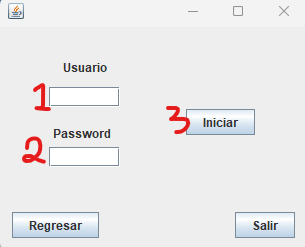 Usuario
1
3 Iniciar
Password
2
Regresar
Salir